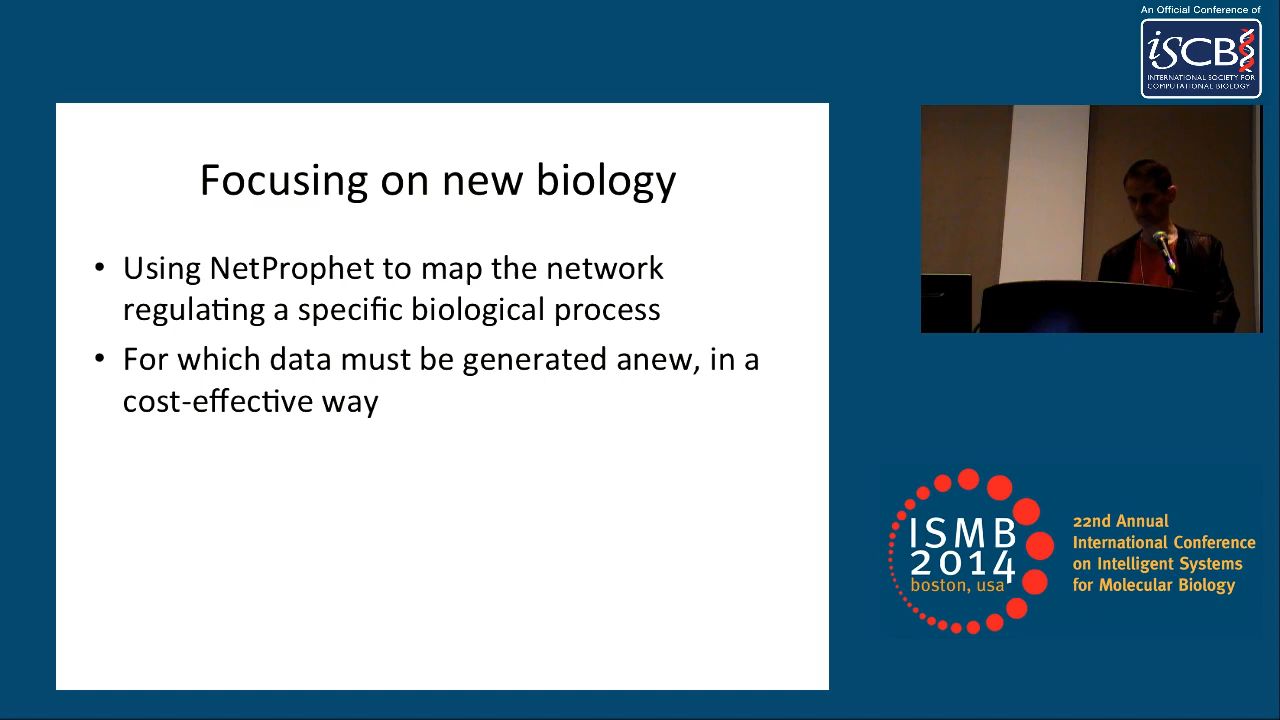 An Official Conference of
iSCB
INTERNATIONAL SOCIETY FOR
COMPUTATIONAL BIOLOGY
Focusing on new biology
• Using NetProphet to map the network
regulating a specific biological process
• For which data must be generated anew, in a
cost-effective way
ISMB
2014
boston, usa
22nd Annual
International Conference
on Intelligent Systems
for Molecular Biology